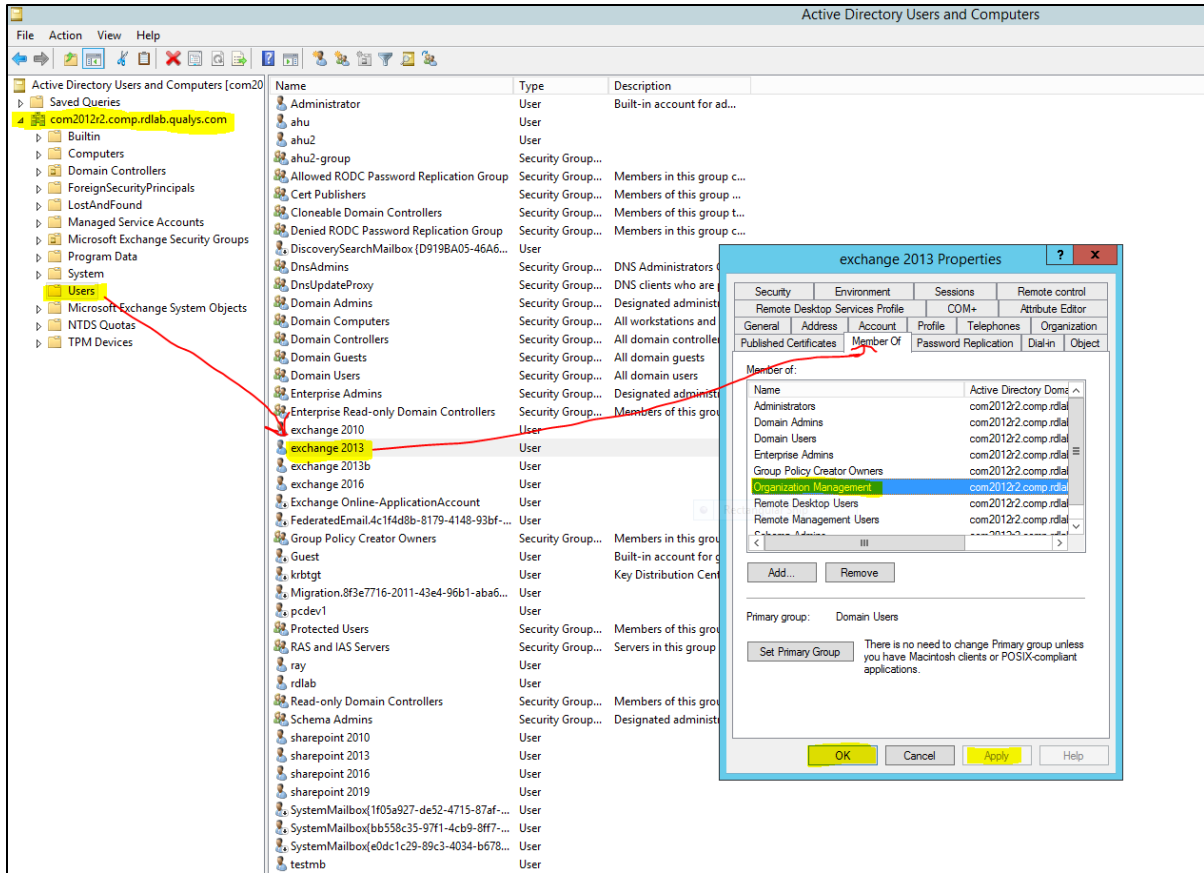 Active Directory Users and Computers
File Action View Help
Active Directory Users and Computers [com20
Saved Queries
com2012r2.comp.rdlab.qualys.com
Builtin
Computers
Domain Controllers
ForeignSecurityPrincipals
LostAndFound
Managed Service Accounts
Microsoft Exchange Security Groups
Program Data
System
Users
Microsoft Exchange System Objects
NTDS Quotas
TPM Devices
Name Type Description
Administrator User Built-in account for ad...
ahu User
ahu2 User
ahu2-group Security Group...
Allowed RODC Password Replication Group Security Group... Members in this group c...
Cert Publishers Security Group... Members of this group ...
Cloneable Domain Controllers Security Group... Members of this group t...
Denied RODC Password Replication Group Security Group... Members in this group c...
DiscoverySearchMailbox {D919BA05-46A6... User
DnsAdmins Security Group... DNS Administrators
DnsUpdateProxy Security Group... DNS clients who are
Domain Admins Security Group... Designated administ
Domain Computers Security Group... All workstations and
Domain Controllers Security Group... All domain controlle
Domain Guests Security Group... All domain guests
Domain Users Security Group... All domain users
Enterprise Admins Security Group... Designated administ
Enterprise Read-only Domain Controllers Security Group... Members of this grou
exchange 2010 User
exchange 2013 User
exchange 2013b User
exchange 2016 User
Exchange Online-ApplicationAccount User
FederatedEmail.4c1f4d8b-8179-4148-93bf-... User
Group Policy Creator Owners Security Group... Members in this grou
Guest User Built-in account for g
krbtgt User Key Distribution Cent
Migration.8f3e7716-2011-43e4-96b1-aba6... User
pcdev1 User
Protected Users Security Group... Members of this grou
RAS and IAS Servers Security Group... Servers in this group
ray User
rdlab User
Read-only Domain Controllers Security Group... Members of this grou
Schema Admins Security Group... Designated administ
sharepoint 2010 User
sharepoint 2013 User
sharepoint 2016 User
sharepoint 2019 User
SystemMailbox{1f05a927-de52-4715-87af-... User
SystemMailbox{bb558c35-97f1-4cb9-8ff7-... User
SystemMailbox{e0dc1c29-89c3-4034-b678... User
testmb User
exchange 2013 Properties ? x
Security Environment Sessions Remote control
Remote Desktop Services Profile COM+ Attribute Editor
General Address Account Profile Telephones Organization
Published Certificates Member Of Password Replication Dial-in Object
Member of:
Name Active Directory Doma
Administrators com2012r2.comp.rdlal
Domain Admins com2012r2.comp.rdlal
Domain Users com2012r2.comp.rdlal
Enterprise Admins com2012r2.comp.rdlal
Group Policy Creator Owners com2012r2.comp.rdlal
Organization Management com2012r2.comp.rdlal
Remote Desktop Users com2012r2.comp.rdlal
Remote Management Users com2012r2.comp.rdlal
Schema Admins
Add... Remove
Primary group: Domain Users
Set Primary Group
There is no need to change Primary group unless
you have Macintosh clients or POSIX-compliant
applications.
OK Cancel Apply Help